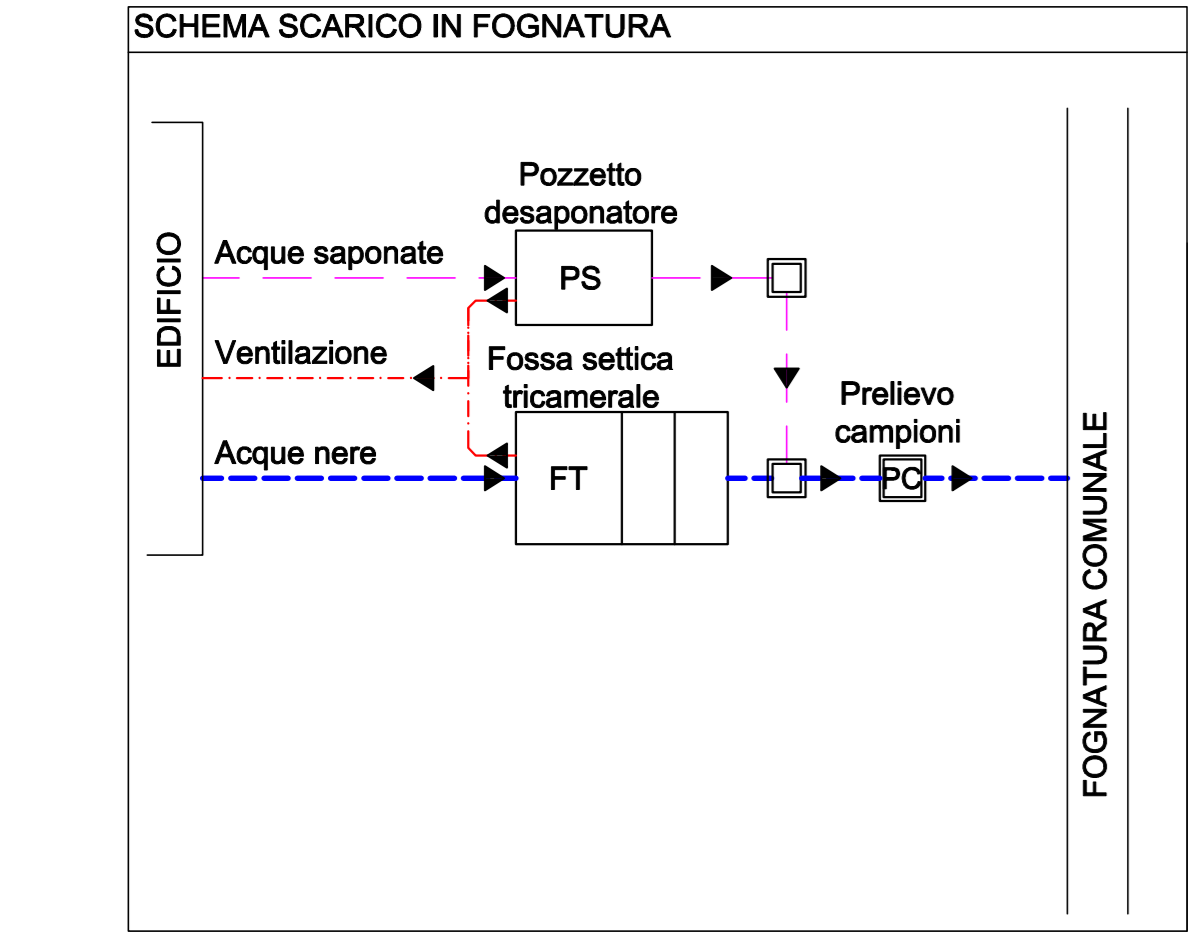 SCHEMA SCARICO IN FOGNATURA
Pozzetto
desaponatore
Acque saponate
PS
EDIFICIO
Ventilazione
Fossa settica
tricamerale
Prelievo
campioni
Acque nere
FT
PC
FOGNATURA COMUNALE